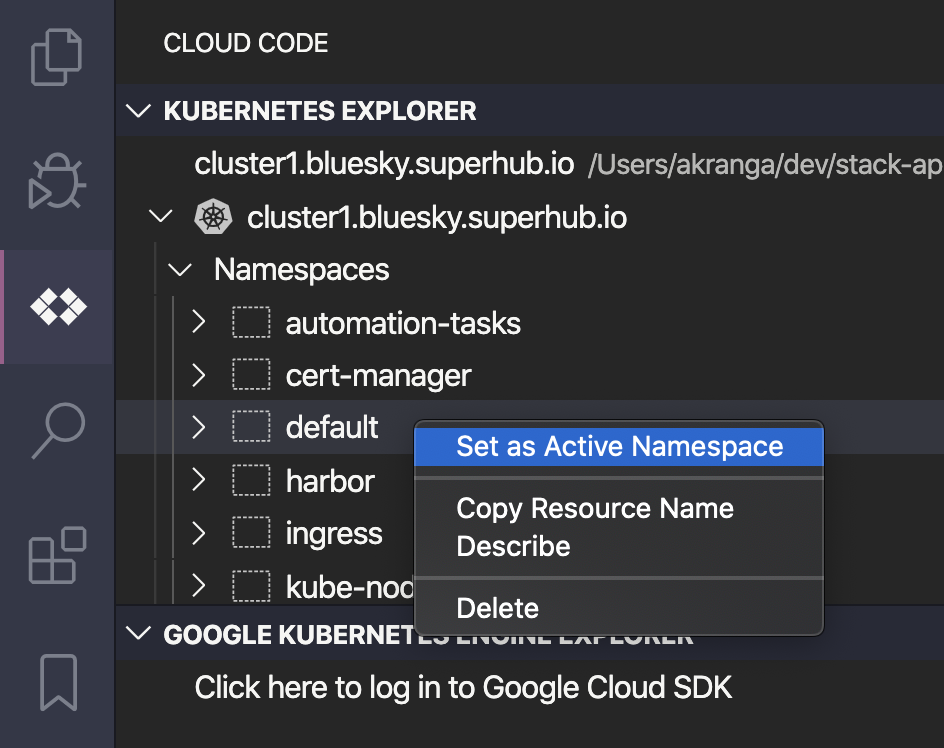 CLOUD CODE
KUBERNETES EXPLORER
cluster1.bluesky.superhub.io /Users/akranga/dev/stack-ap
cluster1.bluesky.superhub.io
Namespaces
automation-tasks
cert-manager
default
Set as Active Namespace
harbor
Copy Resource Name
ingress
Describe
kube-nod
Delete
GOOGLE KUBERNETES ENGINE EXPLORER
Click here to log in to Google Cloud SDK